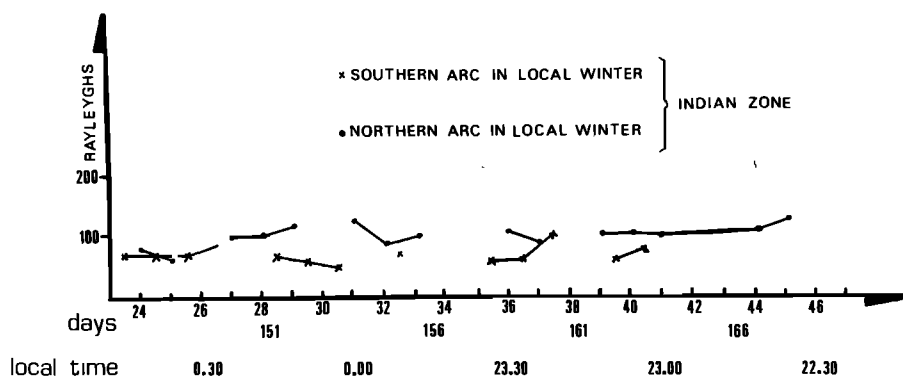 RAYLEYGHS
× SOUTHERN ARC IN LOCAL WINTER
• NORTHERN ARC IN LOCAL WINTER
INDIAN ZONE
200
100
24 26 28 30 32 34 36 38 40 42 44 46
days 151 156 161 166
local time 0.30 0.00 23.30 23.00 22.30